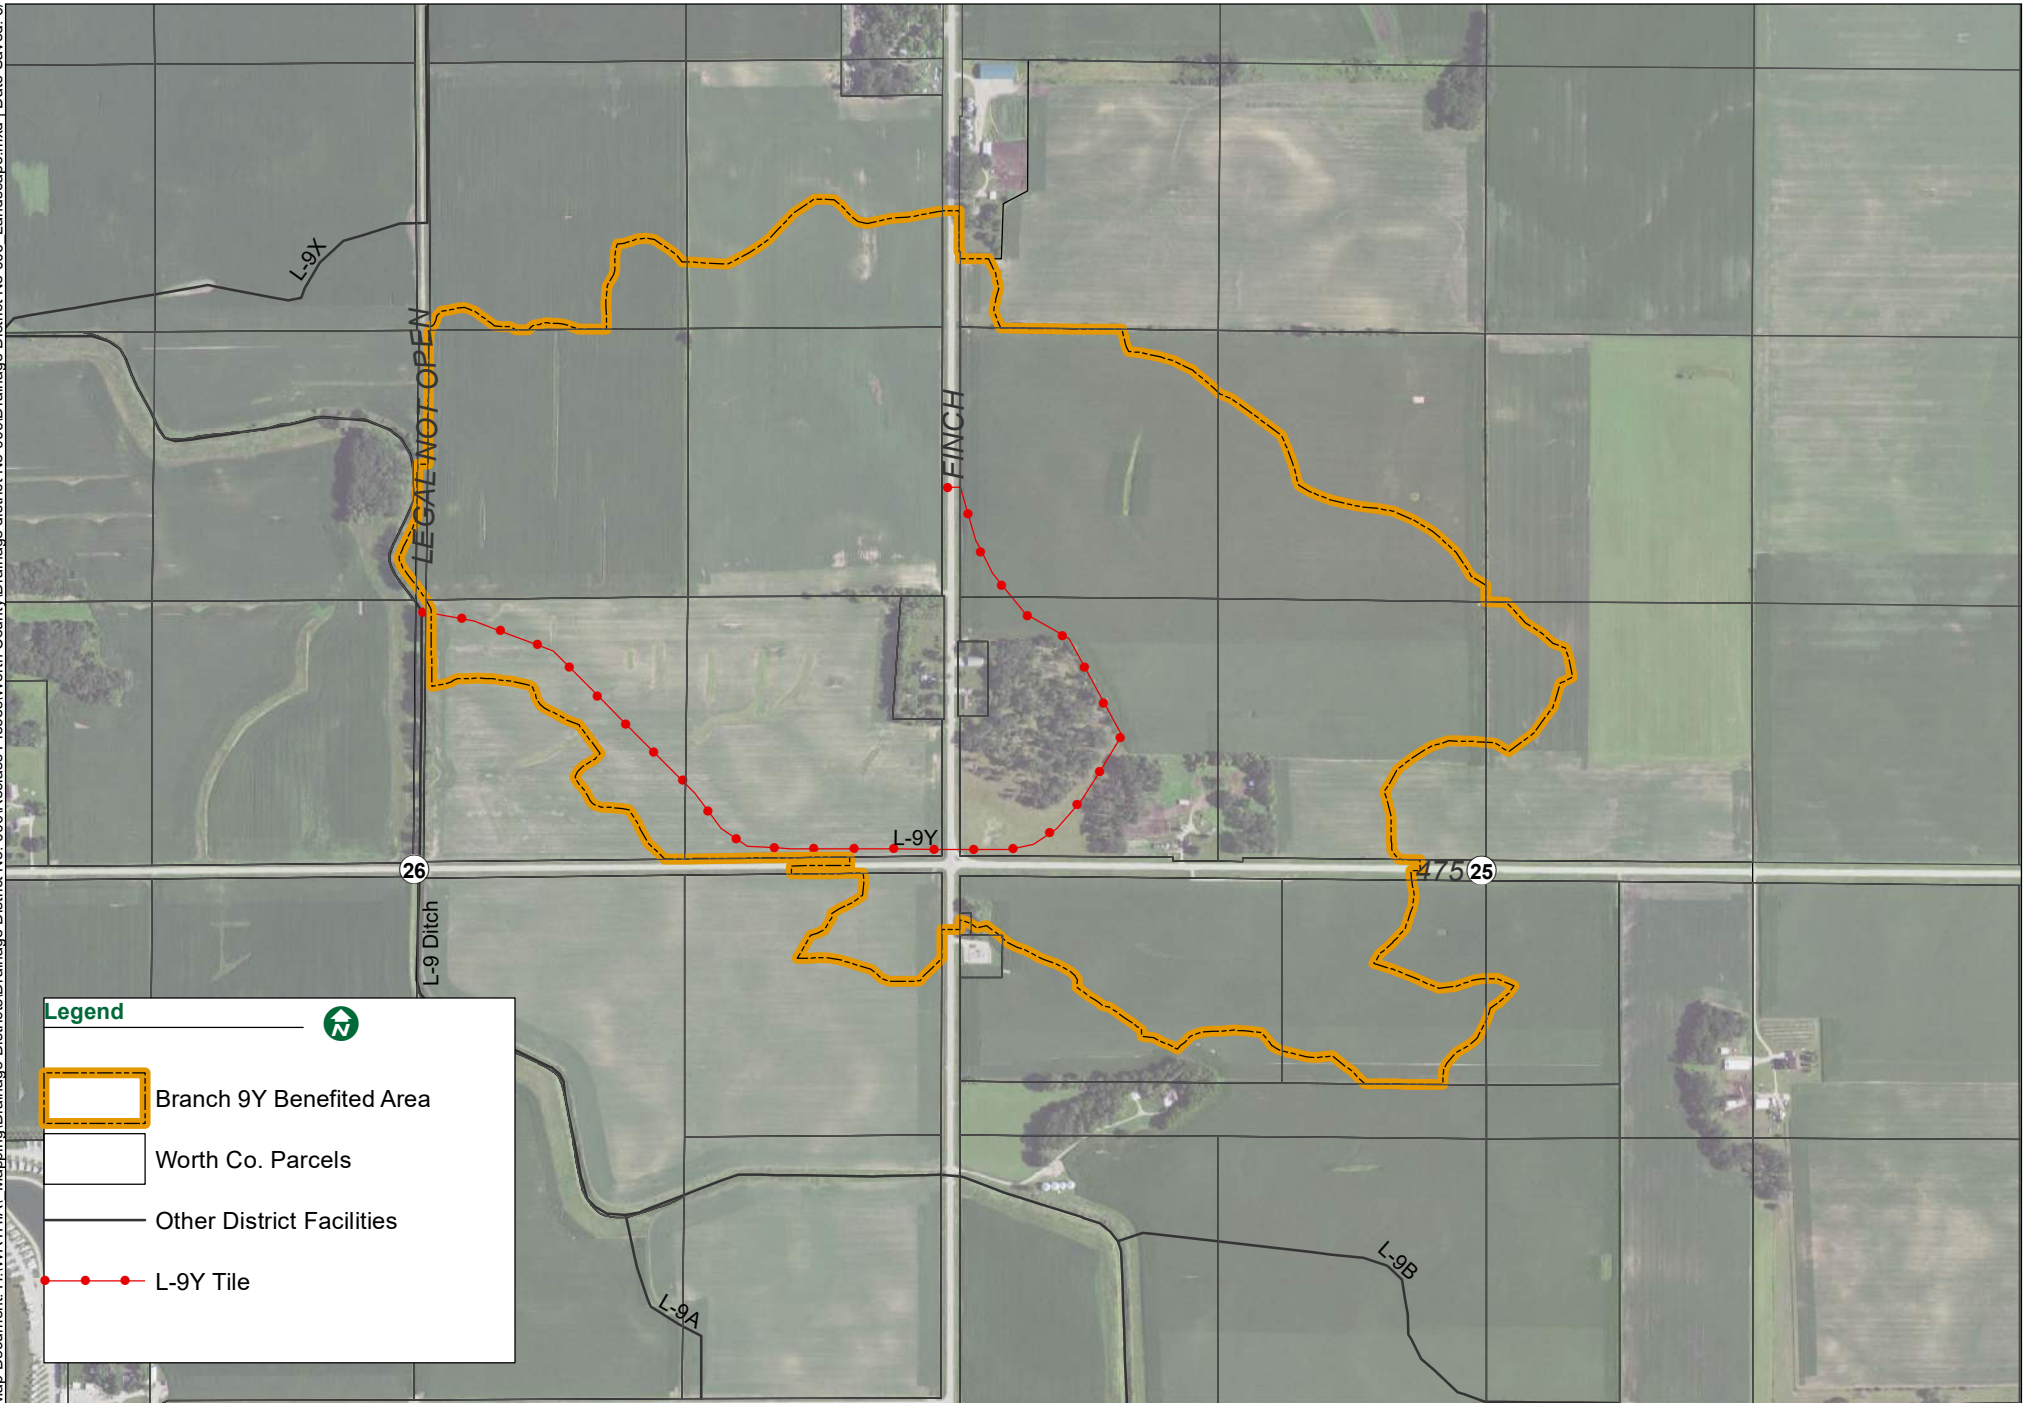 L-9X
LEGAL NOT OPEN
FINCH
L-9Y
26
475
25
L-9 Ditch
Legend
N
Branch 9Y Benefited Area
Worth Co. Parcels
Other District Facilities
L-9Y Tile
L-9A
L-9B